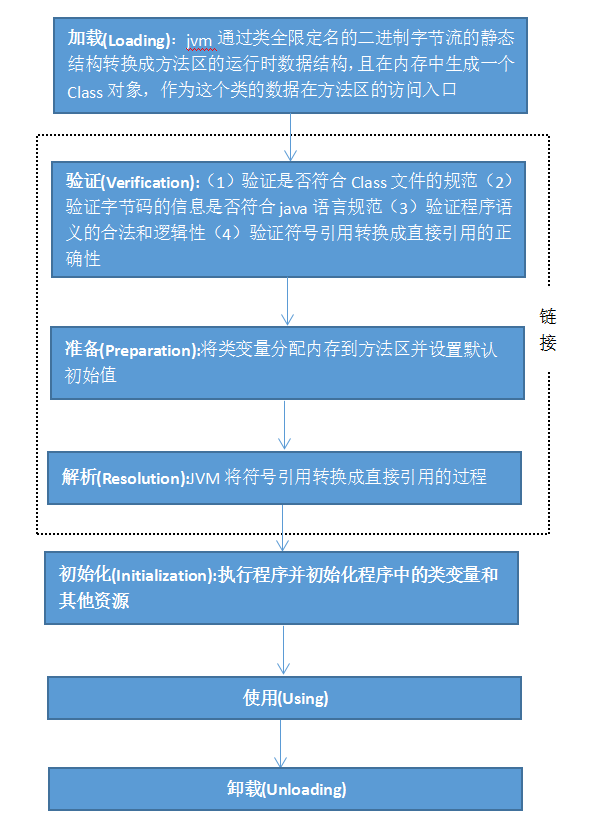 加载(Loading)：jvm 通过类全限定名的二进制字节流的静态
结构转换成方法区的运行时数据结构,且在内存中生成一个
Class 对象，作为这个类的数据在方法区的访问入口
验证(Verification):（1）验证是否符合 Class 文件的规范（2）
验证字节码的信息是否符合 java 语言规范（3）验证程序语
义的合法和逻辑性（4）验证符号引用转换成直接引用的正
确性
准备(Preparation):将类变量分配内存到方法区并设置默认
初始值
链
接
解析(Resolution):JVM 将符号引用转换成直接引用的过程
初始化(Initialization):执行程序并初始化程序中的类变量和
其他资源
使用(Using)
卸载(Unloading)